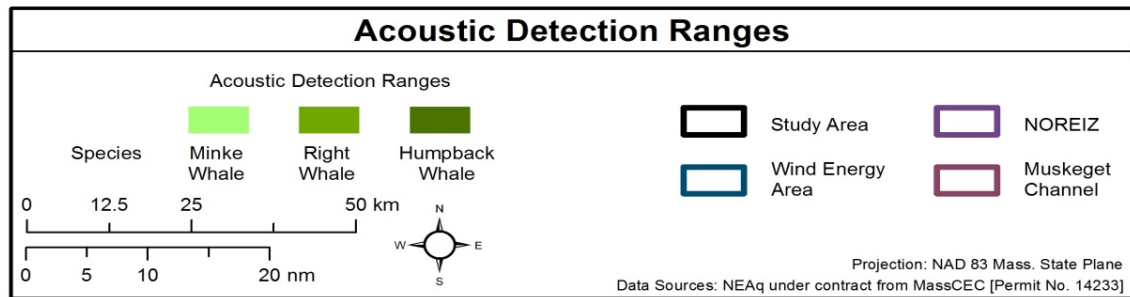 Acoustic Detection Ranges
Acoustic Detection Ranges
Species
Minke
Whale
Right
Whale
Humpback
Whale
Study Area
NOREIZ
Wind Energy
Area
Muskeget
Channel
0 12.5 25 50 km
0 5 10 20 nm
N
W E
S
Projection: NAD 83 Mass. State Plane
Data Sources: NEAq under contract from MassCEC [Permit No. 14233]